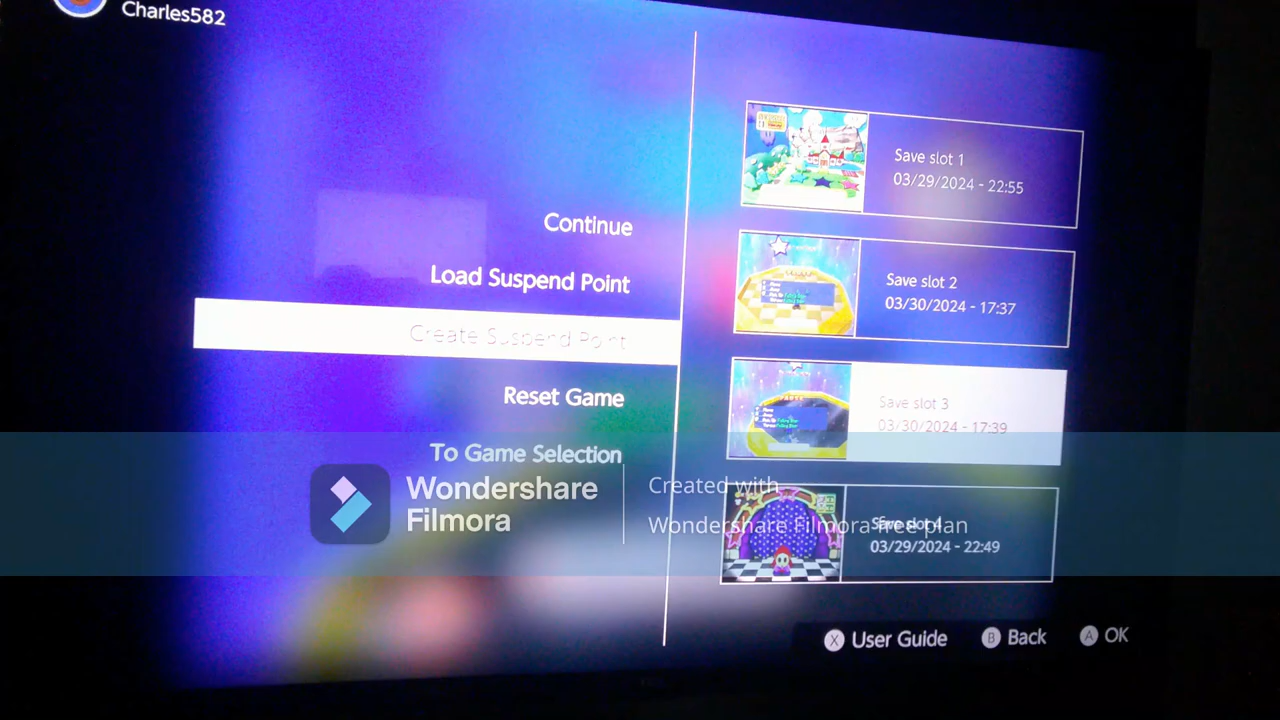 Charles582
Continue
Load Suspend Point
Create Suspend Point
Reset Game
To Game Selection
Save slot 1
03/29/2024 - 22:55
Save slot 2
03/30/2024 - 17:37
Save slot 3
03/30/2024 - 17:39
Save slot 4
03/29/2024 - 22:49
Wondershare
Filmora
Created with
Wondershare Filmora free plan
X User Guide
B Back
A OK